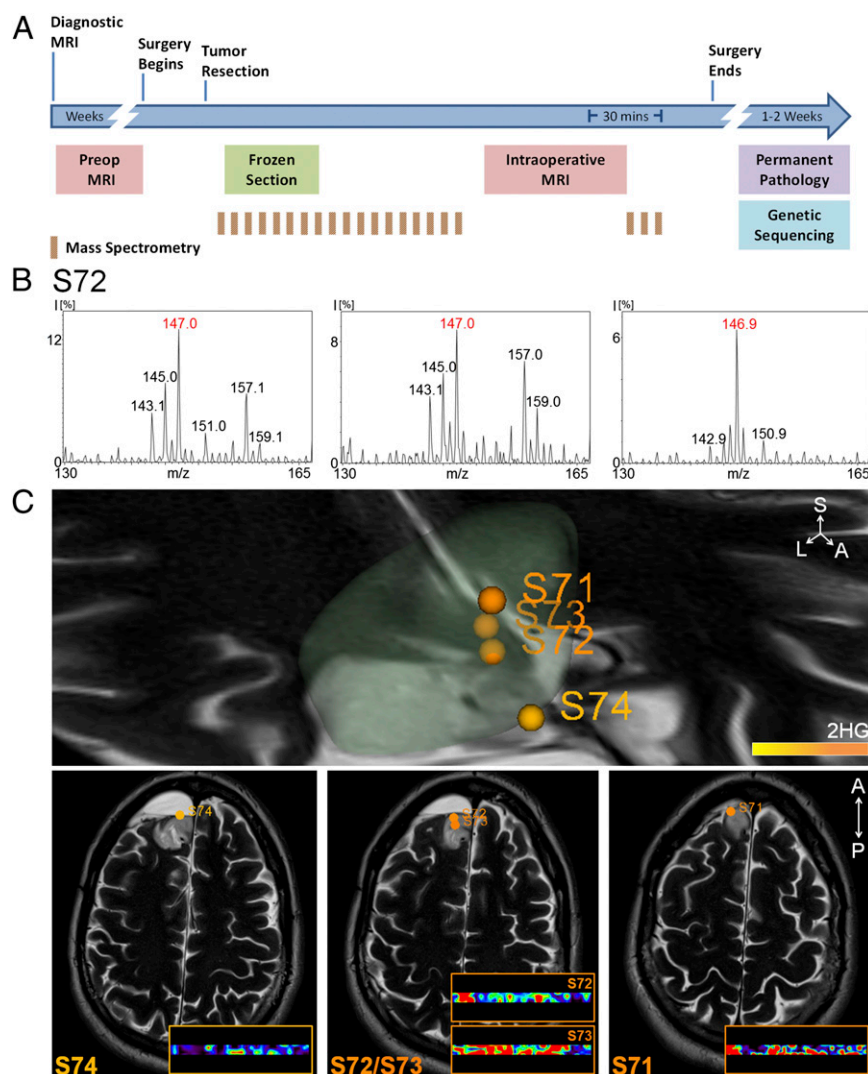 A
Diagnostic
MRI
Surgery
Begins
Tumor
Resection
Surgery
Ends
Weeks
30 mins
1-2 Weeks
Preop
MRI
Frozen
Section
Intraoperative
MRI
Permanent
Pathology
Genetic
Sequencing
Mass Spectrometry
B S72
I [%]
12
0
147.0
145.0
143.1
151.0
157.1
159.1
130 m/z 165
I [%]
8
0
147.0
145.0
143.1
157.0
159.0
130 m/z 165
I [%]
6
0
146.9
142.9
150.9
130 m/z 165
C
S
L A
S71
S73
S72
S74
2HG
S74
S74
S72
S73
S72
S73
S72/S73
S71
A
P
S71